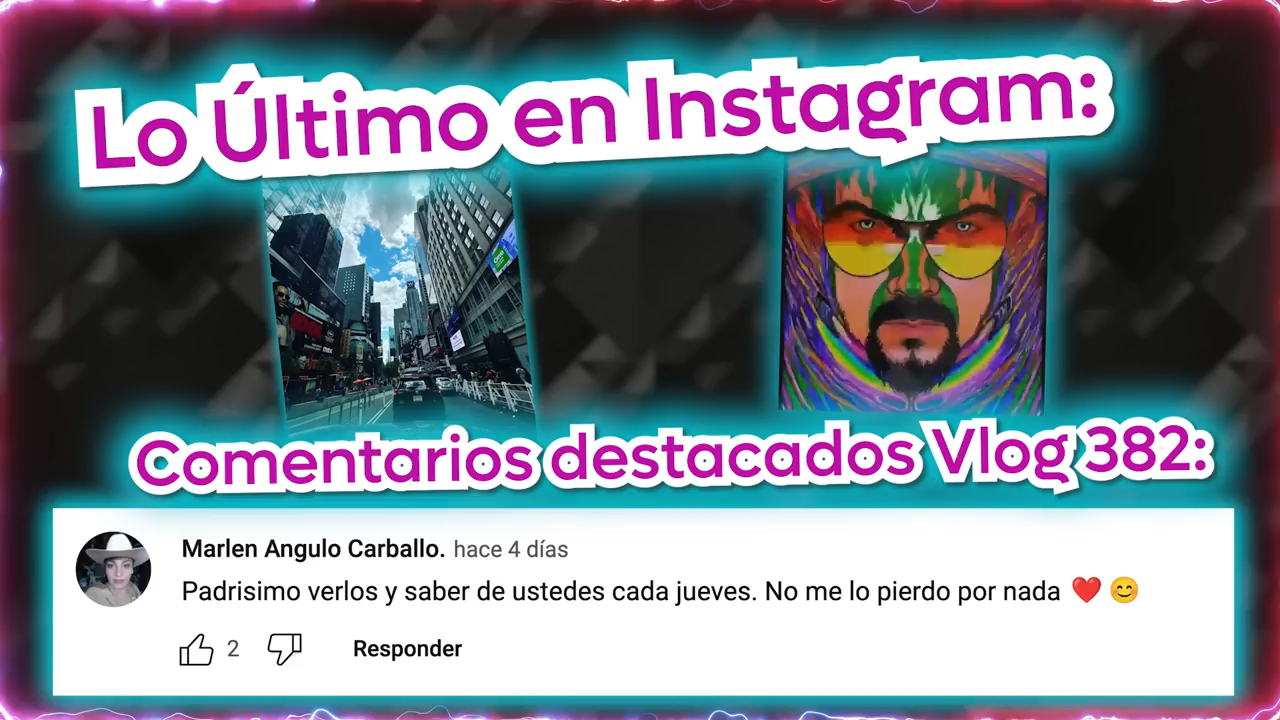 Lo Último en Instagram:
Comentarios destacados Vlog 382:
Marlen Angulo Carballo. hace 4 días
Padrisimo verlos y saber de ustedes cada jueves. No me lo pierdo por nada ❤️ 😊
2 Responder